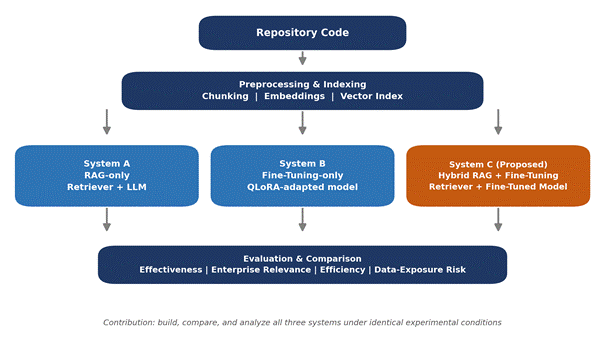 Repository Code
Preprocessing & Indexing
Chunking | Embeddings | Vector Index
System A
RAG-only
Retriever + LLM
System B
Fine-Tuning-only
QLoRA-adapted model
System C (Proposed)
Hybrid RAG + Fine-Tuning
Retriever + Fine-Tuned Model
Evaluation & Comparison
Effectiveness | Enterprise Relevance | Efficiency | Data-Exposure Risk
Contribution: build, compare, and analyze all three systems under identical experimental conditions